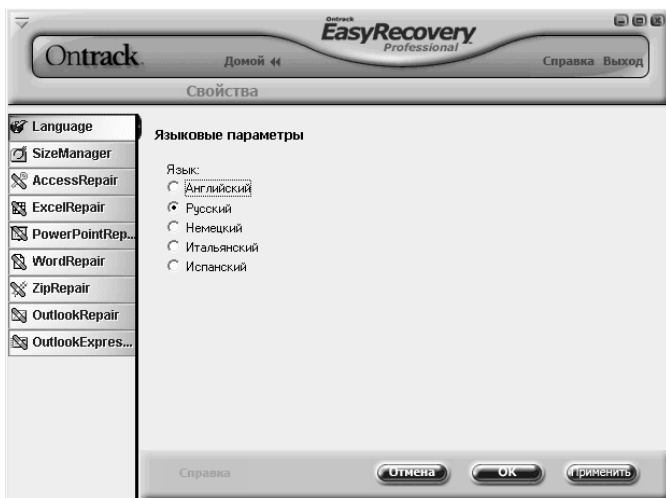 Ontrack
EasyRecovery
Professional
Ontrack
Домой
Справка Выход
Свойства
Language
SizeManager
AccessRepair
ExcelRepair
PowerPointRep...
WordRepair
ZipRepair
OutlookRepair
OutlookExpres...
Языковые параметры
Язык:
Английский
Русский
Немецкий
Итальянский
Испанский
Справка
Отмена
OK
Применить